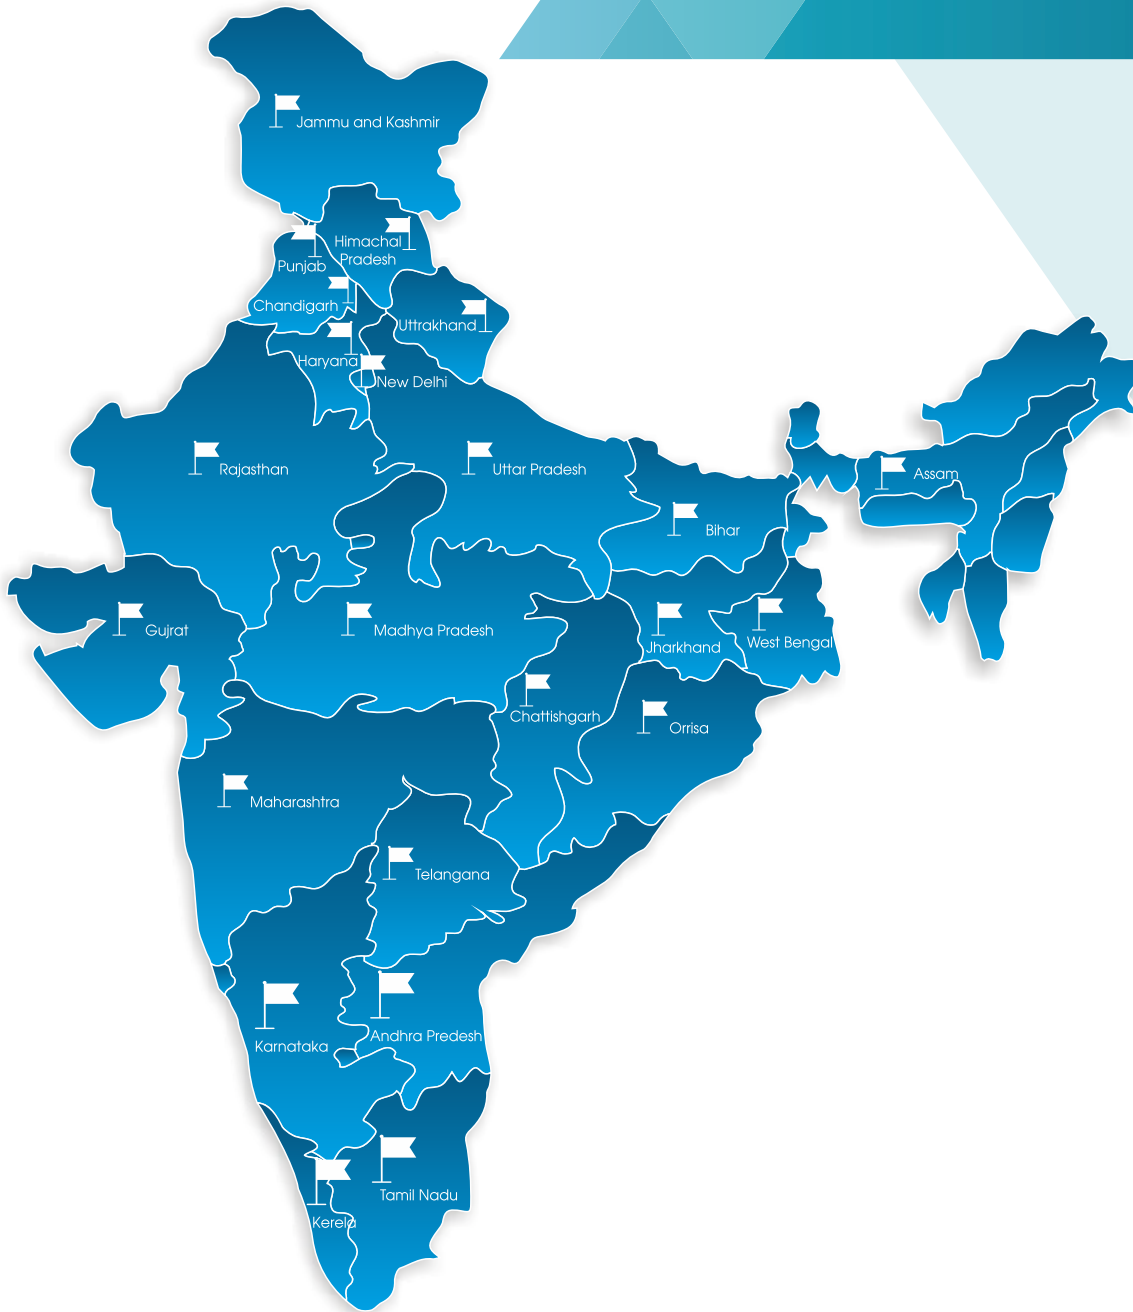 Jammu and Kashmir
Himachal
Pradesh
Punjab
Chandigarh
Uttrakhand
Haryana
New Delhi
Rajasthan
Uttar Pradesh
Assam
Bihar
Gujrat
Madhya Pradesh
Jharkhand
West Bengal
Chattishgarh
Orrisa
Maharashtra
Telangana
Andhra Predesh
Karnataka
Tamil Nadu
Kerela